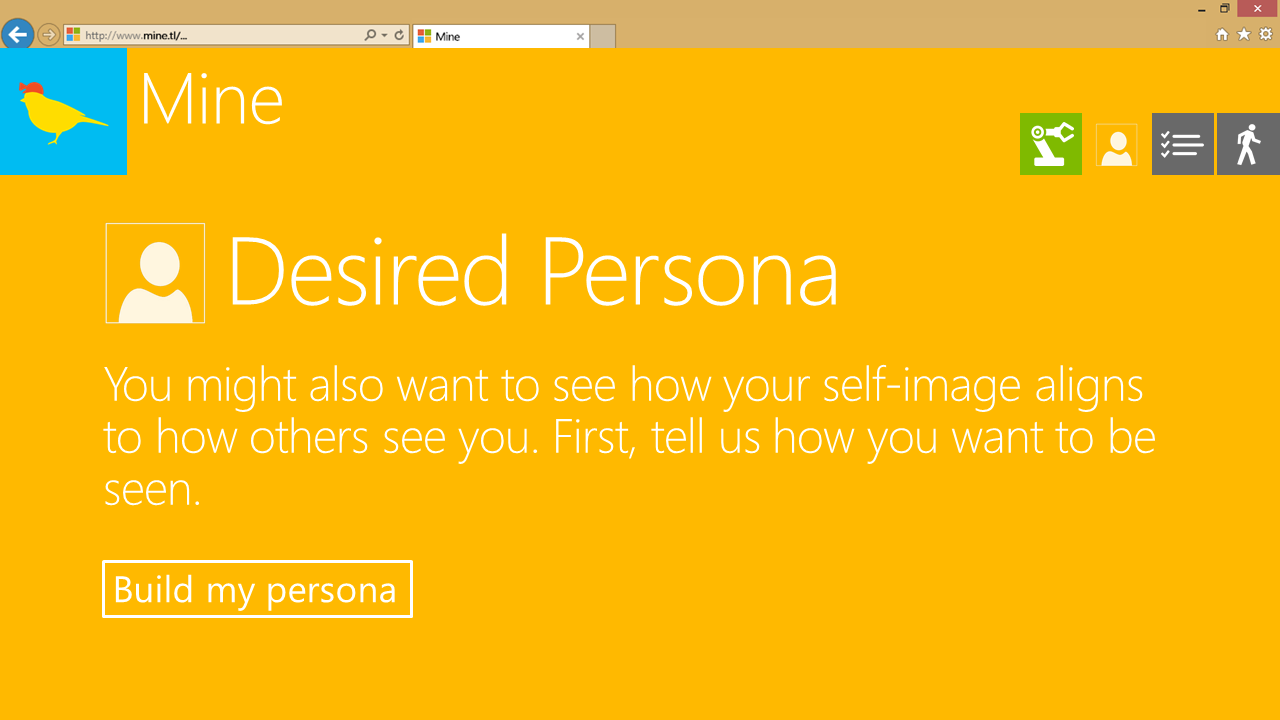 http://www.mine.tl/...
Mine
Mine
Desired Persona
You might also want to see how your self-image aligns
to how others see you. First, tell us how you want to be
seen.
Build my persona